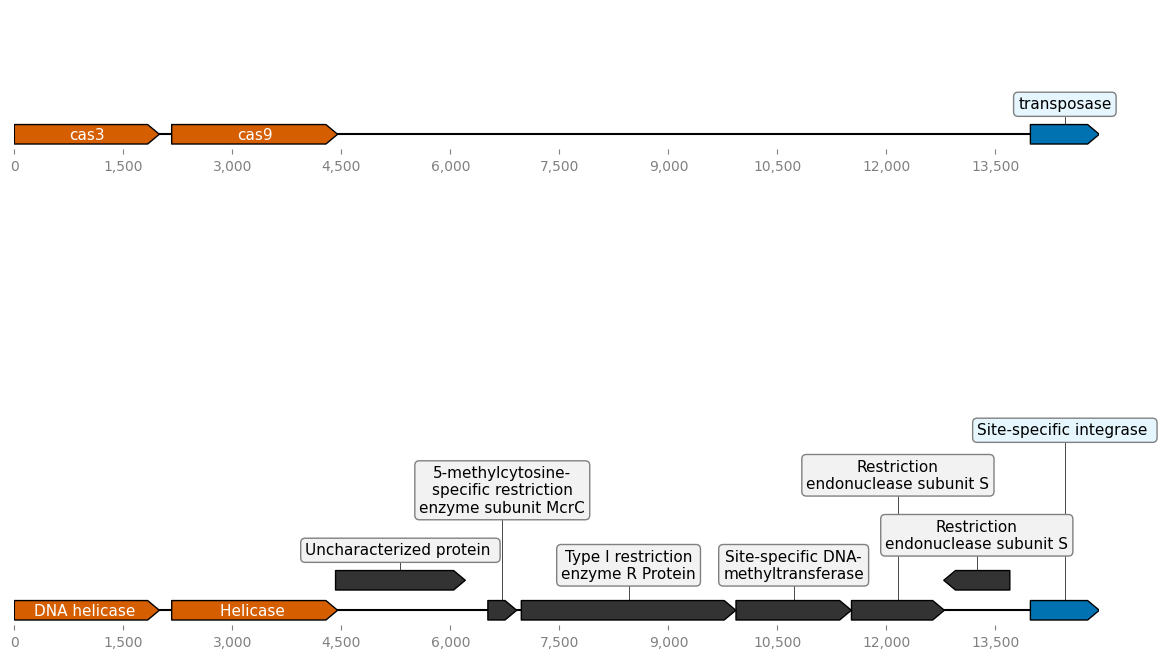 transposase
cas3
cas9
0
1,500
3,000
4,500
6,000
7,500
9,000
10,500
12,000
13,500
Site-specific integrase
Restriction
endonuclease subunit S
5-methylcytosine-
specific restriction
enzyme subunit McrC
Restriction
endonuclease subunit S
Uncharacterized protein
Type I restriction
enzyme R Protein
Site-specific DNA-
methyltransferase
DNA helicase
Helicase
0
1,500
3,000
4,500
6,000
7,500
9,000
10,500
12,000
13,500